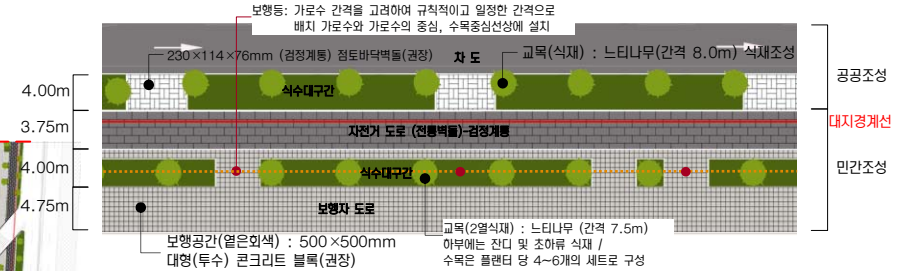 보행등: 가로수 간격을 고려하여 규칙적이고 일정한 간격으로
배치 가로수와 가로수의 중심, 수목중심선상에 설치
230×114×76mm (검정계통) 점토바닥벽돌(권장)
차 도
교목(식재) : 느티나무(간격 8.0m) 식재조성
공공조성
4.00m
식수대구간
3.75m
자전거 도로 (전통벽돌)-검정계통
대지경계선
4.00m
식수대구간
민간조성
4.75m
보행자 도로
보행공간(옅은회색) : 500×500mm
대형(투수) 콘크리트 블록(권장)
교목(2열식재) : 느티나무 (간격 7.5m)
하부에는 잔디 및 초화류 식재 /
수목은 플랜터 당 4~6개의 세트로 구성